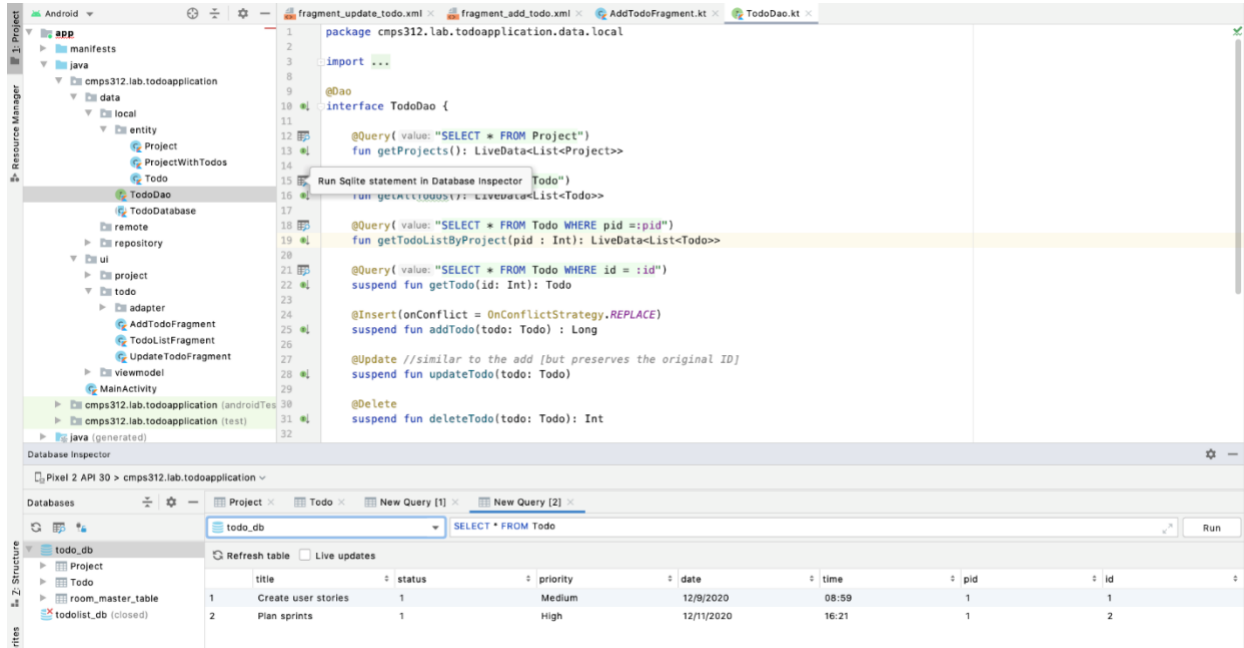 1: Project
Resource Manager
Z: Structure
rites
Android
app
manifests
java
cmps312.lab.todoapplication
data
local
entity
Project
ProjectWithTodos
Todo
TodoDao
TodoDatabase
remote
repository
ui
project
todo
adapter
AddTodoFragment
TodoListFragment
UpdateTodoFragment
viewmodel
MainActivity
cmps312.lab.todoapplication (androidTes
cmps312.lab.todoapplication (test)
java (generated)
fragment_update_todo.xml × fragment_add_todo.xml × AddTodoFragment.kt × TodoDao.kt ×
1 package cmps312.lab.todoapplication.data.local
2
3 import ...
8
9 @Dao
10 interface TodoDao {
11
12 @Query( value: "SELECT * FROM Project")
13 fun getProjects(): LiveData<List<Project>>
14
15 Run Sqlite statement in Database Inspector Todo")
16 fun getAllTodos(): LiveData<List<Todo>>
17
18 @Query( value: "SELECT * FROM Todo WHERE pid =:pid")
19 fun getTodoListByProject(pid : Int): LiveData<List<Todo>>
20
21 @Query( value: "SELECT * FROM Todo WHERE id = :id")
22 suspend fun getTodo(id: Int): Todo
23
24 @Insert(onConflict = OnConflictStrategy.REPLACE)
25 suspend fun addTodo(todo: Todo) : Long
26
27 @Update //similar to the add [but preserves the original ID]
28 suspend fun updateTodo(todo: Todo)
29
30 @Delete
31 suspend fun deleteTodo(todo: Todo): Int
32
Database Inspector
Pixel 2 API 30 > cmps312.lab.todoapplication
Databases
todo_db
Project
Todo
room_master_table
todolist_db (closed)
Project × Todo × New Query [1] × New Query [2] ×
todo_db SELECT * FROM Todo Run
Refresh table Live updates
title status priority date time pid id
1 Create user stories 1 Medium 12/9/2020 08:59 1 1
2 Plan sprints 1 High 12/11/2020 16:21 1 2